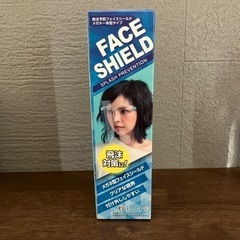 飛沫予防フェイスシールド
メガネ一体型タイプ
FACE
SHIELD
SPLASH PREVENTION
飛沫
対策に!
メガネ型フェイスシールド
クリアな視界
付け外ししやすい